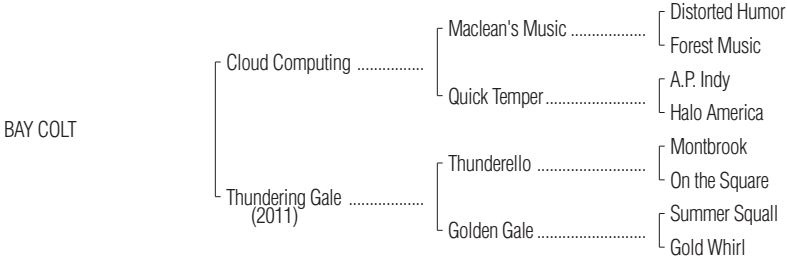 Distorted Humor
Maclean's Music ..................
Forest Music
Cloud Computing ................
A.P. Indy
Quick Temper........................
Halo America
BAY COLT
Montbrook
Thunderello ..........................
On the Square
Thundering Gale ..................
(2011)
Summer Squall
Golden Gale ..........................
Gold Whirl